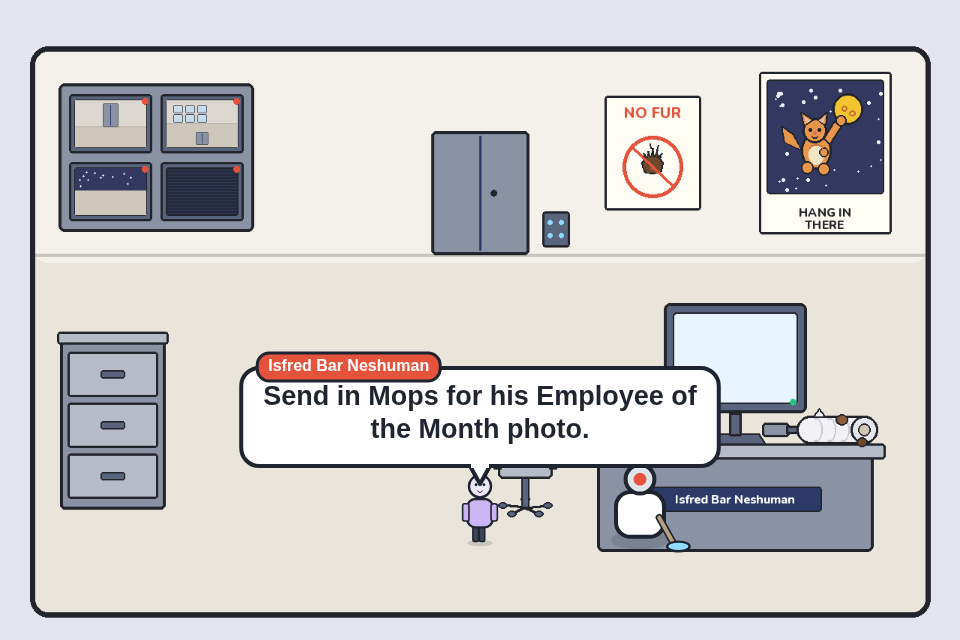 NO FUR
HANG IN
THERE
Isfred Bar Neshuman
Send in Mops for his Employee of
the Month photo.
Isfred Bar Neshuman